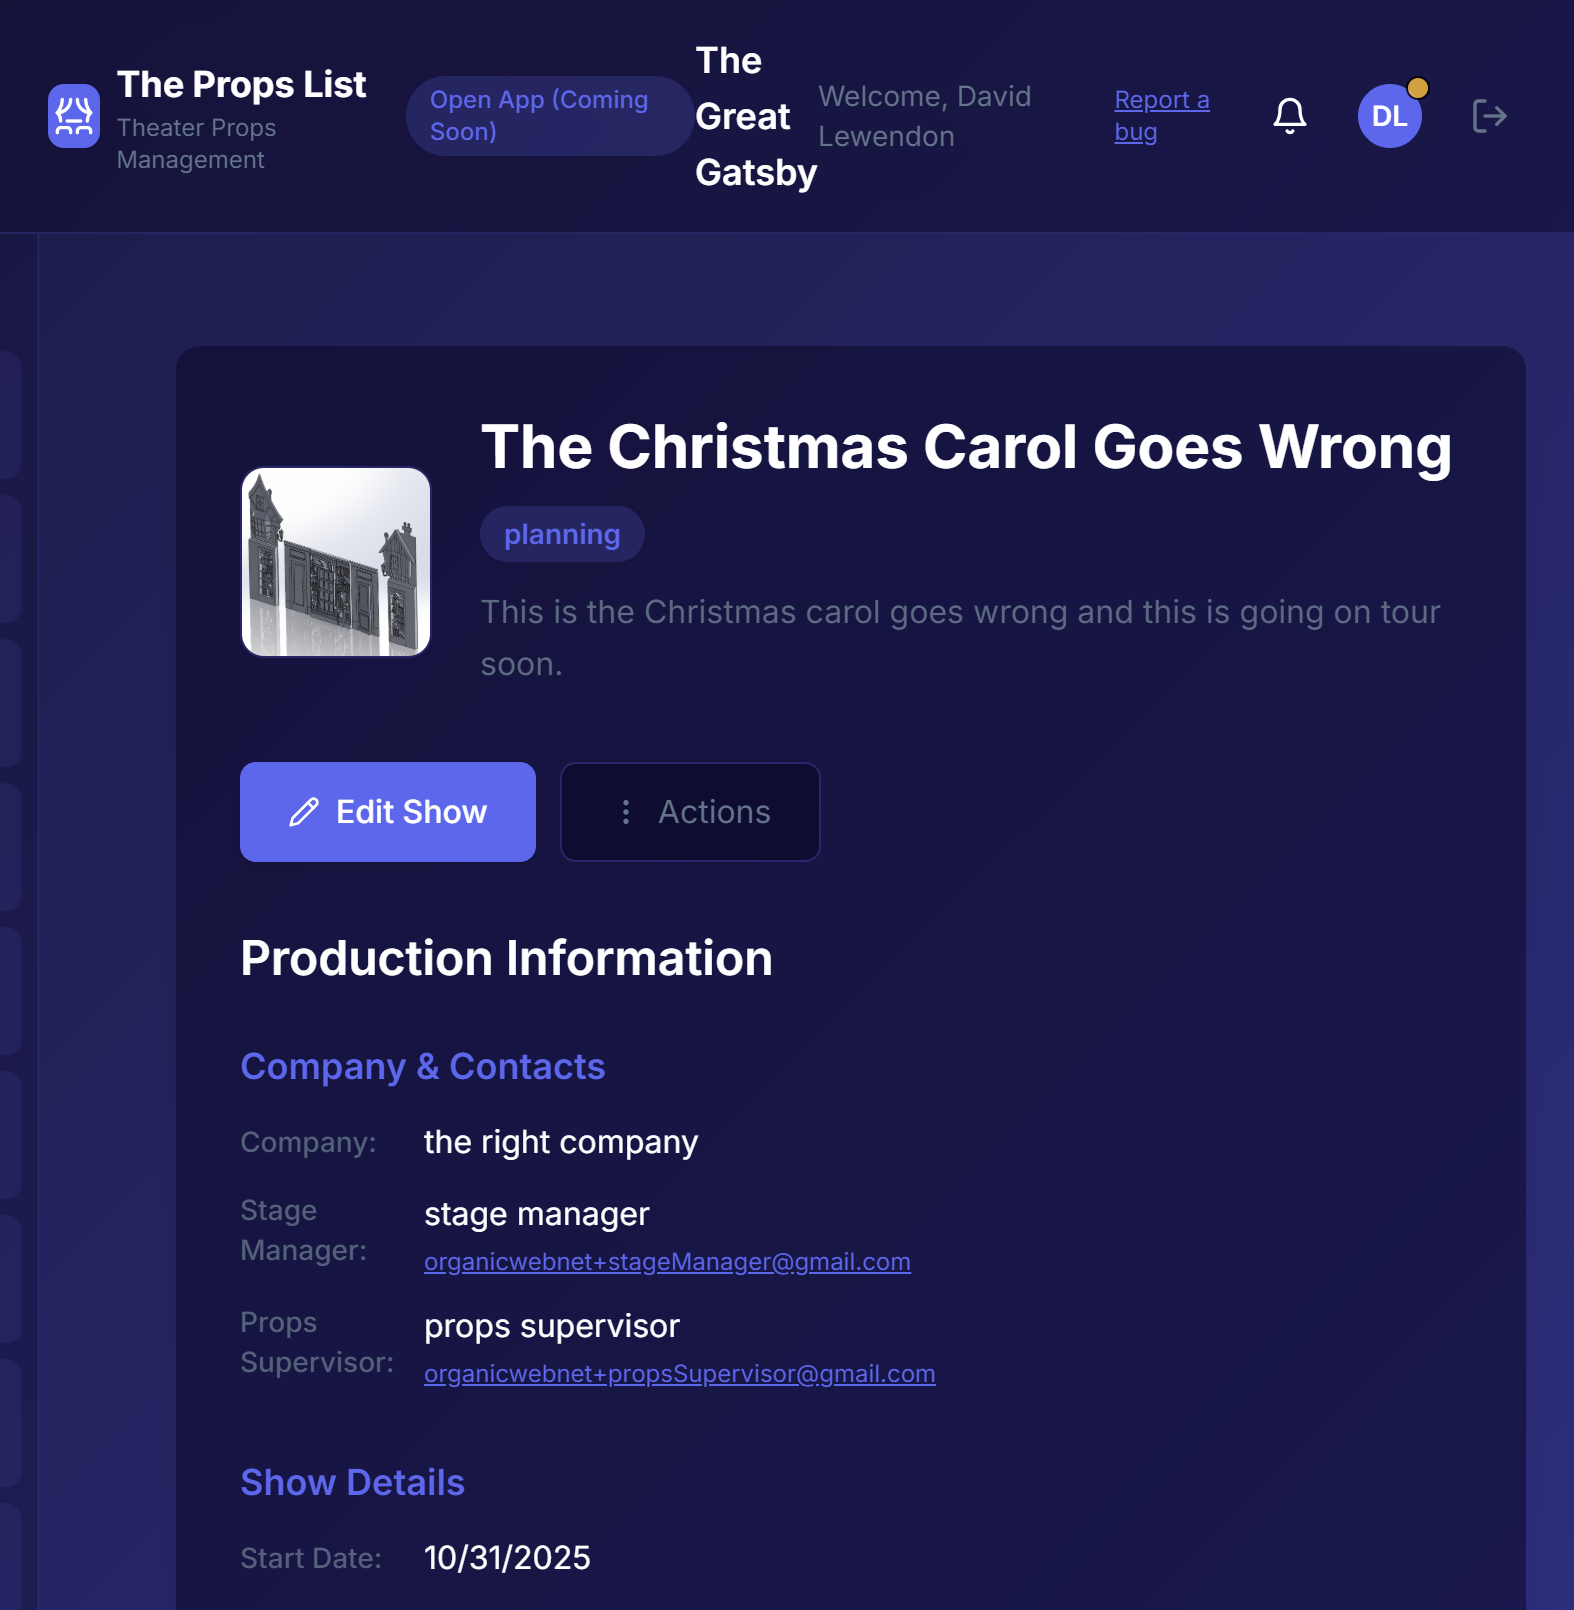 The Props List
Theater Props
Management
Open App (Coming
Soon)
The
Great
Gatsby
Welcome, David
Lewendon
Report a
bug
DL
The Christmas Carol Goes Wrong
planning
This is the Christmas carol goes wrong and this is going on tour
soon.
Edit Show
Actions
Production Information
Company & Contacts
Company: the right company
Stage
Manager:
stage manager
organicwebnet+stageManager@gmail.com
Props
Supervisor:
props supervisor
organicwebnet+propsSupervisor@gmail.com
Show Details
Start Date: 10/31/2025